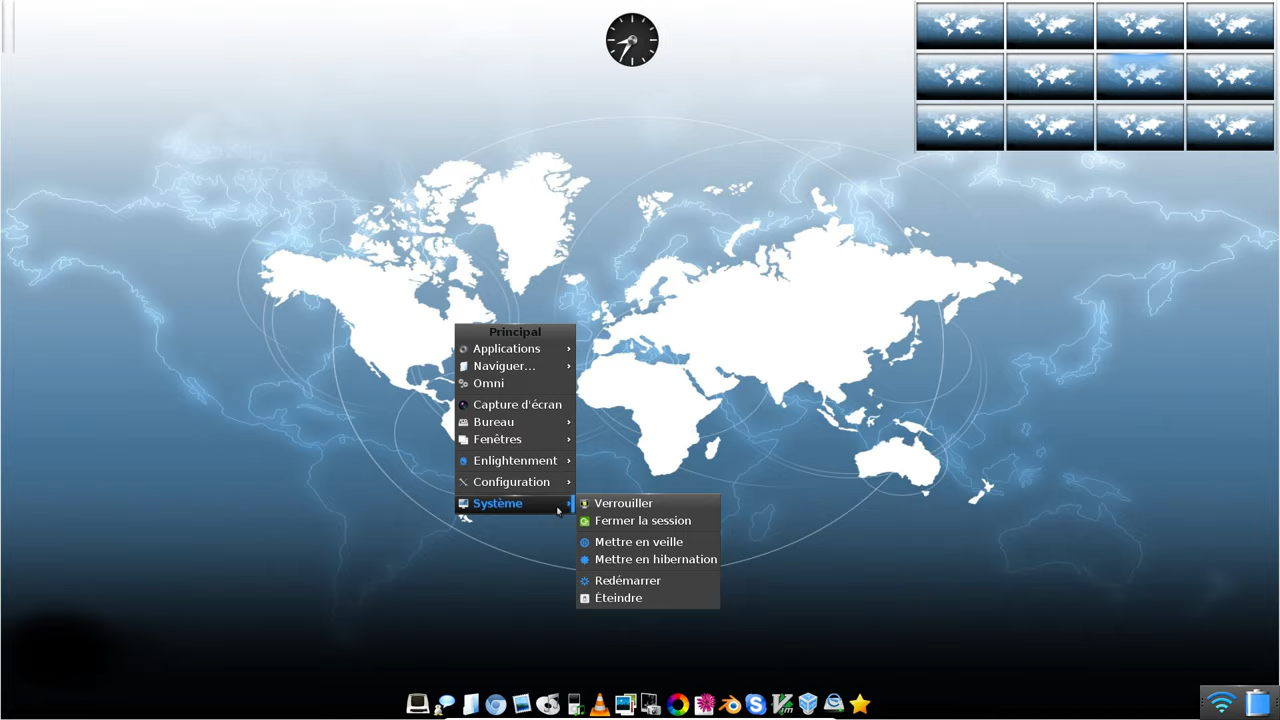 Principal
Applications
Naviguer...
Omni
Capture d'écran
Bureau
Fenêtres
Enlightenment
Configuration
Système
Verrouiller
Fermer la session
Mettre en veille
Mettre en hibernation
Redémarrer
Éteindre